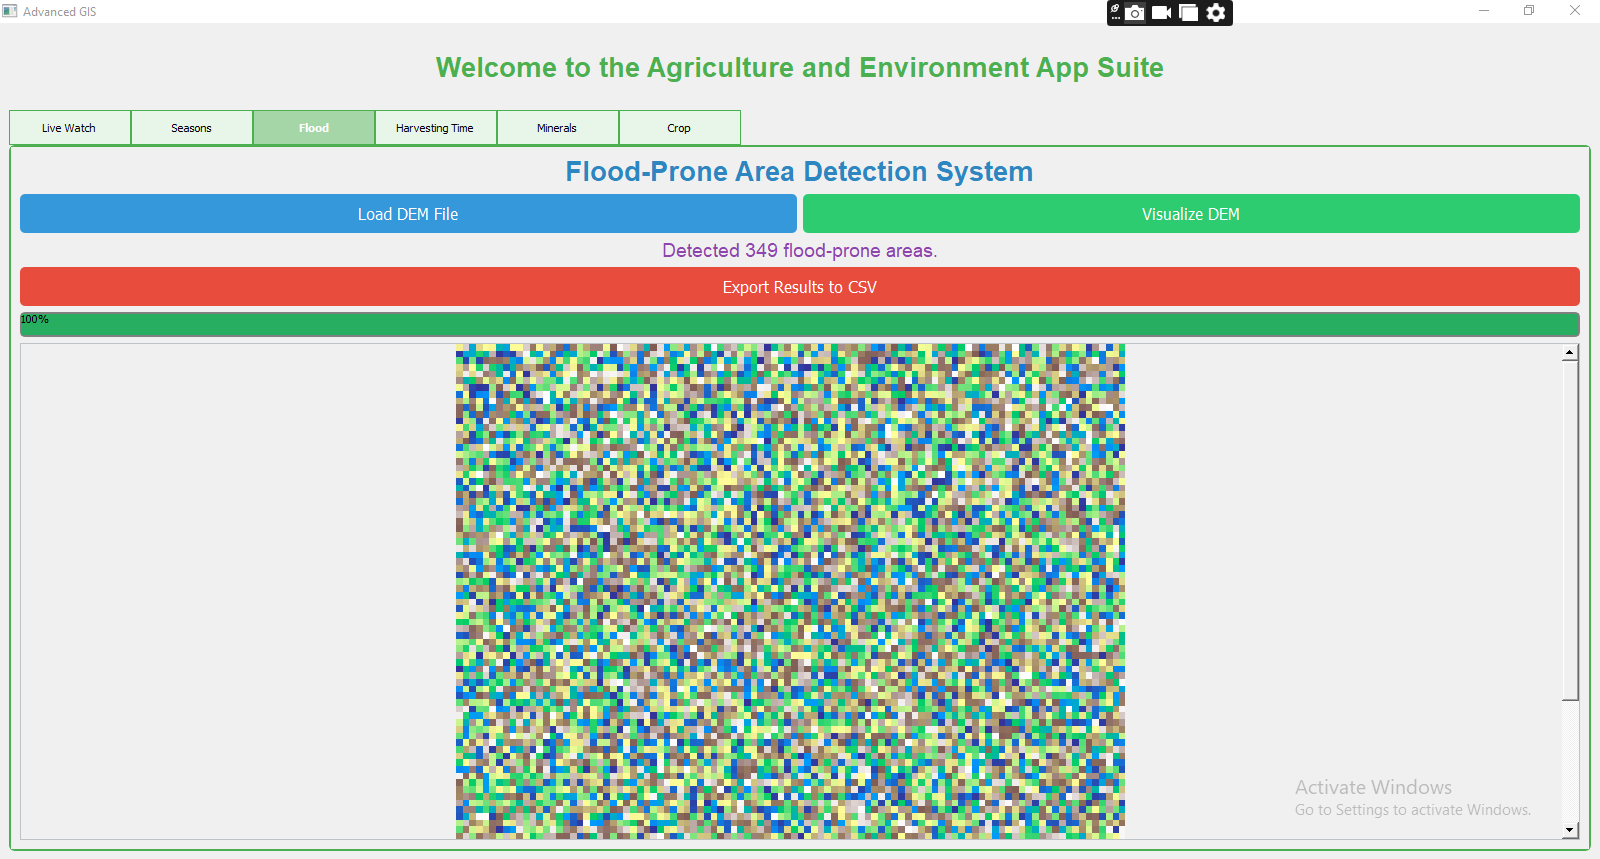 Advanced GIS
Welcome to the Agriculture and Environment App Suite
Live Watch
Seasons
Flood
Harvesting Time
Minerals
Crop
Flood-Prone Area Detection System
Load DEM File
Visualize DEM
Detected 349 flood-prone areas.
Export Results to CSV
100%
Activate Windows
Go to Settings to activate Windows.